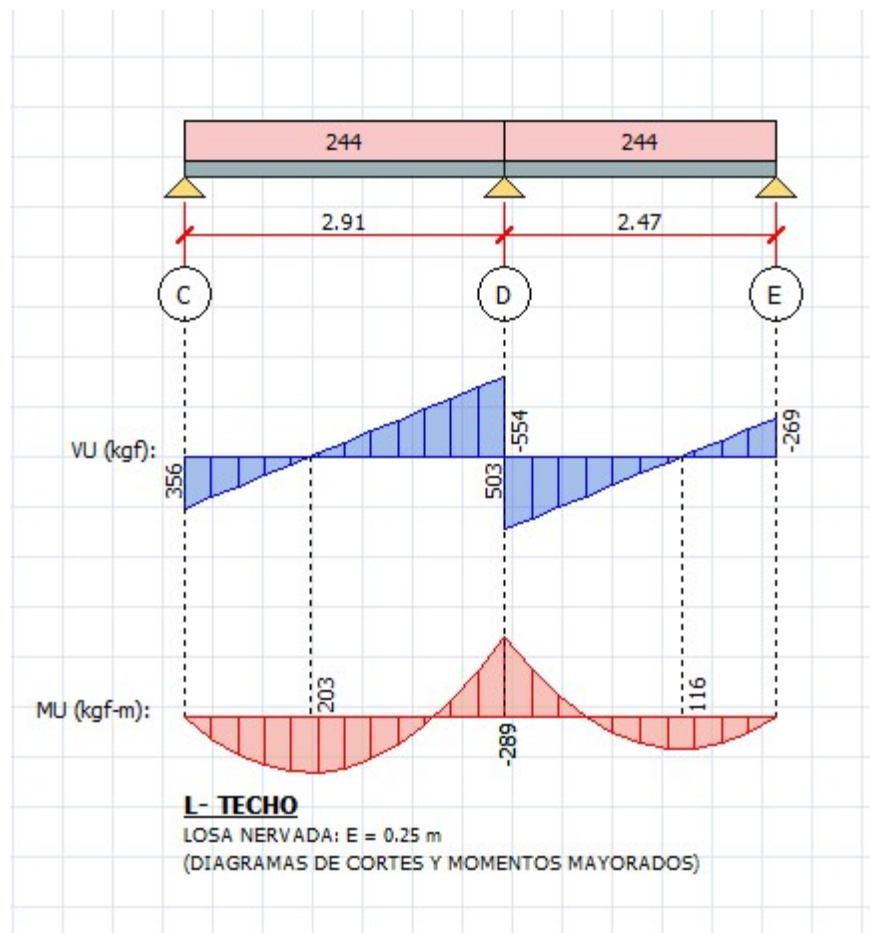 244 244
2.91 2.47
C D E
VU (kgf): 356 -554 503 -269
MU (kgf-m): 203 -289 116
L- TECHO
LOSA NERVADA: E = 0.25 m
(DIAGRAMAS DE CORTES Y MOMENTOS MAYORADOS)